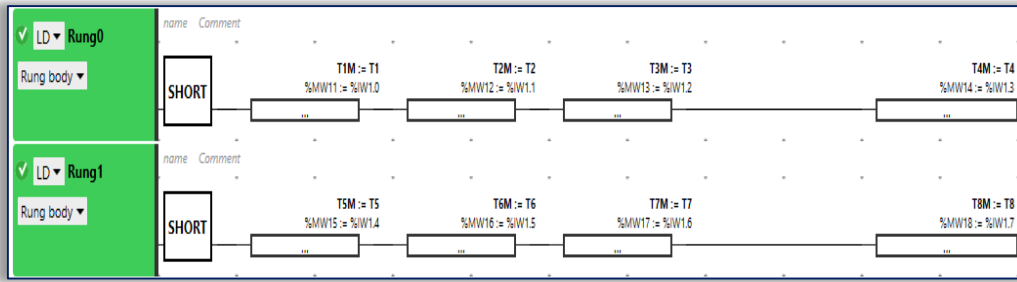 name Comment
LD Rung0
Rung body
SHORT
T1M := T1 T2M := T2 T3M := T3 T4M := T4
%MW11 := %IW1.0 %MW12 := %IW1.1 %MW13 := %IW1.2 %MW14 := %IW1.3
... ... ... ...
name Comment
LD Rung1
Rung body
SHORT
T5M := T5 T6M := T6 T7M := T7 T8M := T8
%MW15 := %IW1.4 %MW16 := %IW1.5 %MW17 := %IW1.6 %MW18 := %IW1.7
... ... ... ...